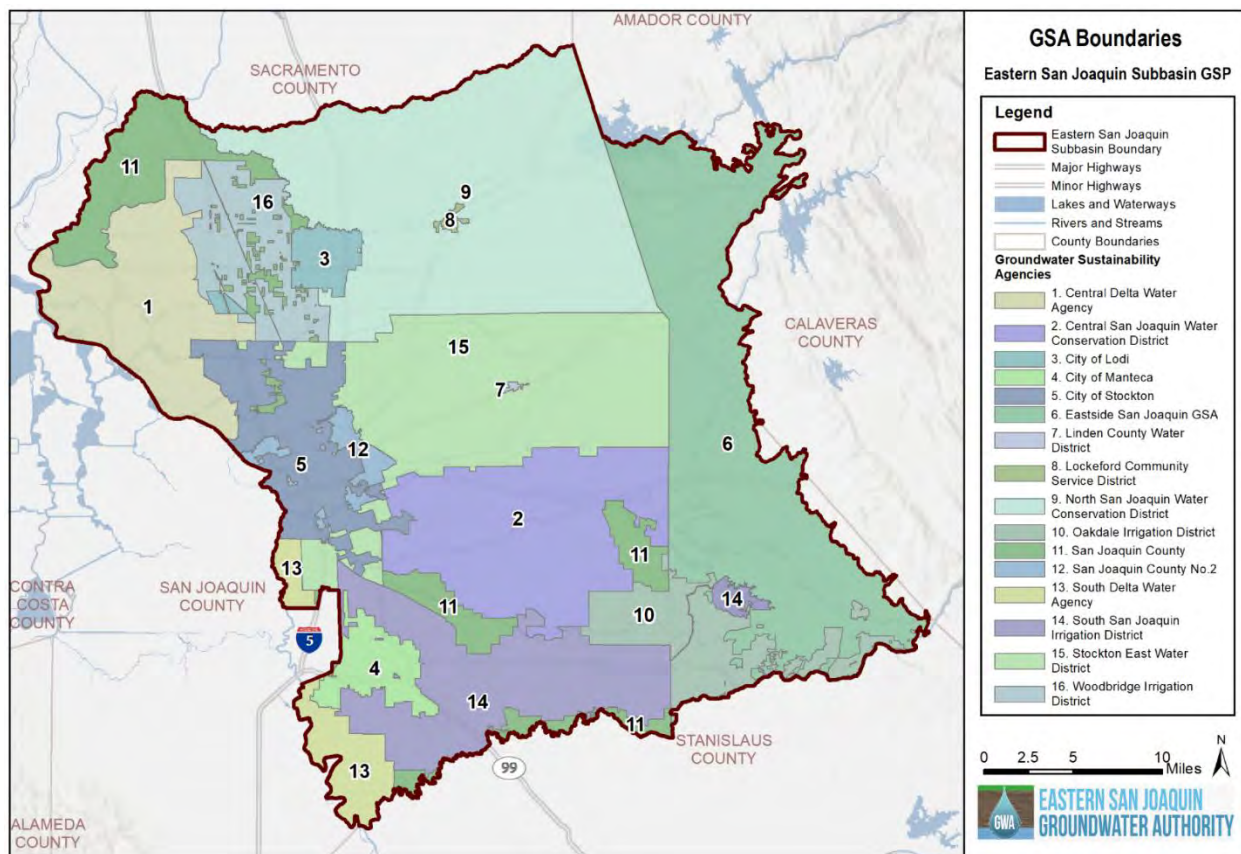 AMADOR COUNTY
SACRAMENTO
COUNTY
11
16
9
8
3
1
15
CALAVERAS
COUNTY
7
12
6
5
2
13
11
CONTRA
COSTA
COUNTY
SAN JOAQUIN
COUNTY
11
10
14
5
4
14
11
STANISLAUS
COUNTY
13
99
ALAMEDA
COUNTY
GSA Boundaries
Eastern San Joaquin Subbasin GSP
Legend
Eastern San Joaquin
Subbasin Boundary
Major Highways
Minor Highways
Lakes and Waterways
Rivers and Streams
County Boundaries
Groundwater Sustainability
Agencies
1. Central Delta Water
Agency
2. Central San Joaquin Water
Conservation District
3. City of Lodi
4. City of Manteca
5. City of Stockton
6. Eastside San Joaquin GSA
7. Linden County Water
District
8. Lockeford Community
Service District
9. North San Joaquin Water
Conservation District
10. Oakdale Irrigation District
11. San Joaquin County
12. San Joaquin County No.2
13. South Delta Water
Agency
14. South San Joaquin
Irrigation District
15. Stockton East Water
District
16. Woodbridge Irrigation
District
0 2.5 5 10
Miles
N
GWA
EASTERN SAN JOAQUIN
GROUNDWATER AUTHORITY